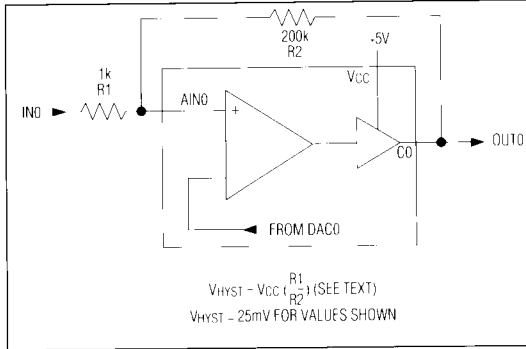 200k
R2
-5V
VCC
1k
R1
AIN0
IN0
+
C0
OUT0
FROM DAC0
VHYST - VCC (R1/R2) (SEE TEXT)
VHYST - 25mV FOR VALUES SHOWN